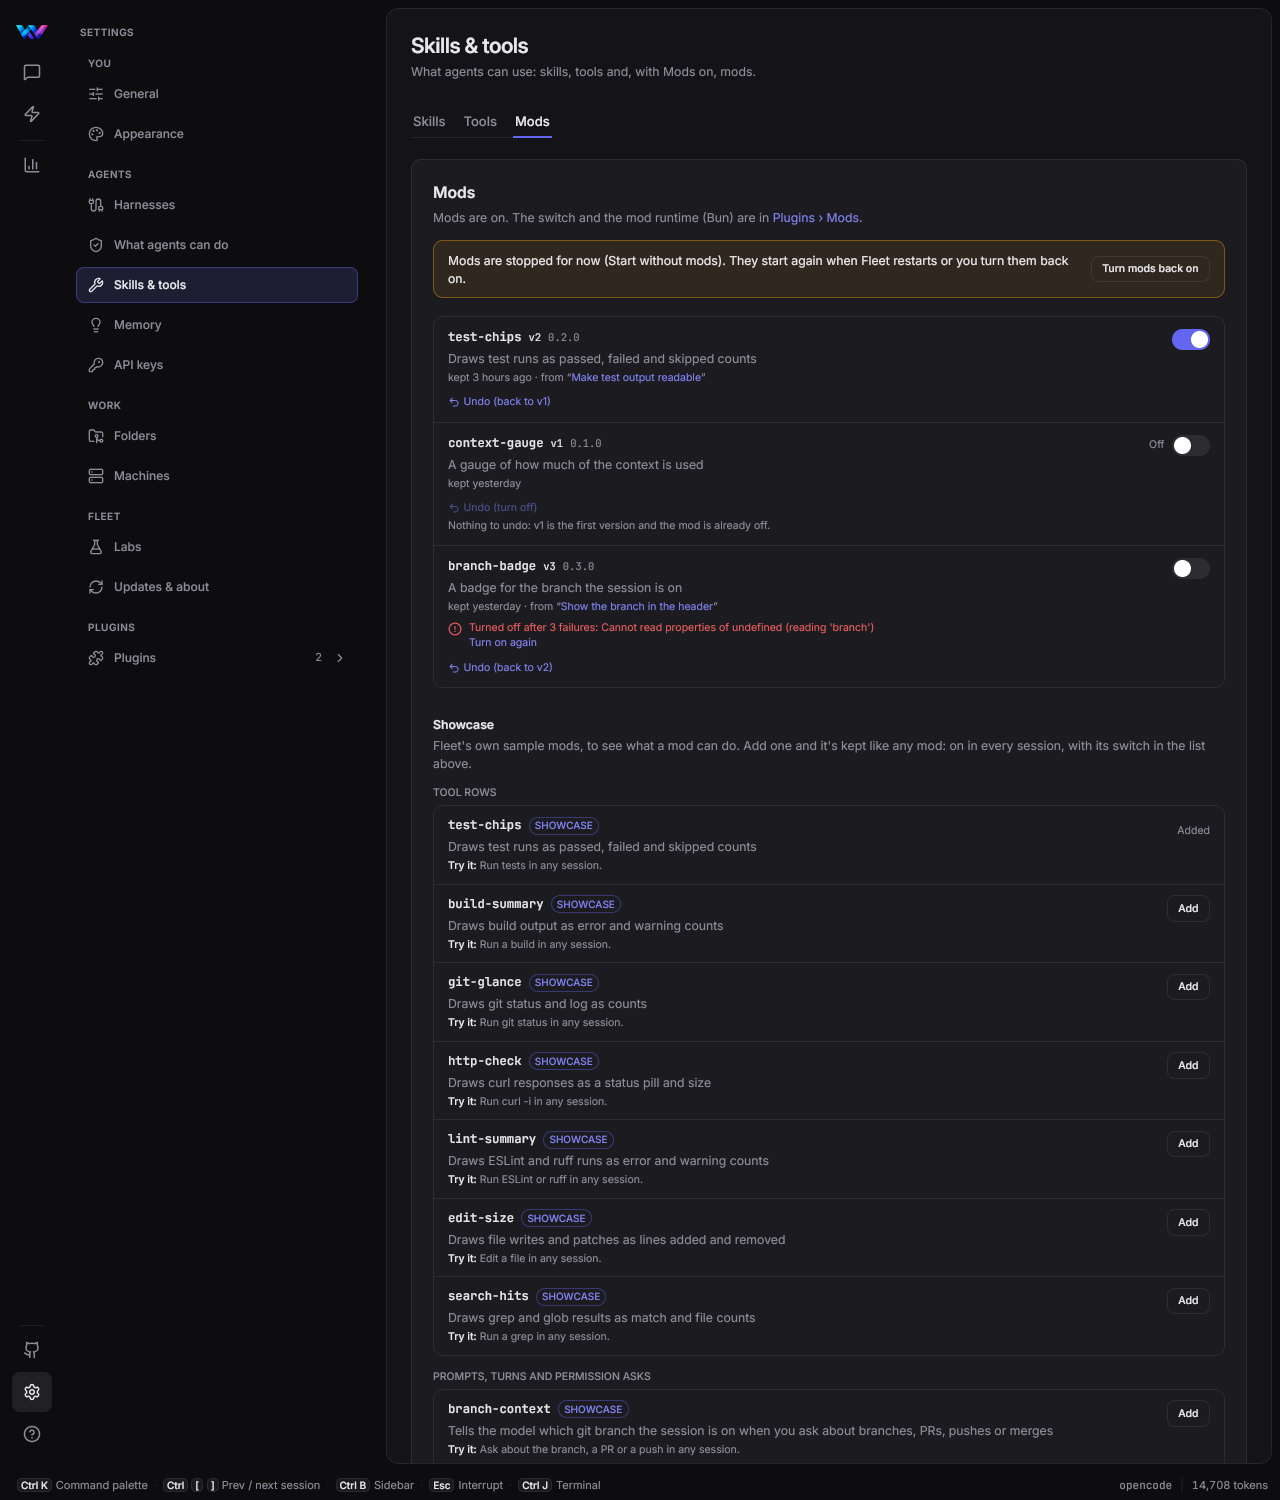 SETTINGS
YOU
General
Appearance
AGENTS
Harnesses
What agents can do
Skills & tools
Memory
API keys
WORK
Folders
Machines
FLEET
Labs
Updates & about
PLUGINS
Plugins 2
Skills & tools
What agents can use: skills, tools and, with Mods on, mods.
Skills Tools Mods
Mods
Mods are on. The switch and the mod runtime (Bun) are in Plugins › Mods.
Mods are stopped for now (Start without mods). They start again when Fleet restarts or you turn them back
on.
Turn mods back on
test-chips v2 0.2.0
Draws test runs as passed, failed and skipped counts
kept 3 hours ago · from “Make test output readable”
Undo (back to v1)
context-gauge v1 0.1.0
Off
A gauge of how much of the context is used
kept yesterday
Undo (turn off)
Nothing to undo: v1 is the first version and the mod is already off.
branch-badge v3 0.3.0
A badge for the branch the session is on
kept yesterday · from “Show the branch in the header”
Turned off after 3 failures: Cannot read properties of undefined (reading 'branch')
Turn on again
Undo (back to v2)
Showcase
Fleet's own sample mods, to see what a mod can do. Add one and it's kept like any mod: on in every session, with its switch in the list
above.
TOOL ROWS
test-chips SHOWCASE
Added
Draws test runs as passed, failed and skipped counts
Try it: Run tests in any session.
build-summary SHOWCASE
Add
Draws build output as error and warning counts
Try it: Run a build in any session.
git-glance SHOWCASE
Add
Draws git status and log as counts
Try it: Run git status in any session.
http-check SHOWCASE
Add
Draws curl responses as a status pill and size
Try it: Run curl -i in any session.
lint-summary SHOWCASE
Add
Draws ESLint and ruff runs as error and warning counts
Try it: Run ESLint or ruff in any session.
edit-size SHOWCASE
Add
Draws file writes and patches as lines added and removed
Try it: Edit a file in any session.
search-hits SHOWCASE
Add
Draws grep and glob results as match and file counts
Try it: Run a grep in any session.
PROMPTS, TURNS AND PERMISSION ASKS
branch-context SHOWCASE
Add
Tells the model which git branch the session is on when you ask about branches, PRs, pushes or merges
Try it: Ask about the branch, a PR or a push in any session.
Ctrl K Command palette · Ctrl [ ] Prev / next session · Ctrl B Sidebar · Esc Interrupt · Ctrl J Terminal
opencode 14,708 tokens